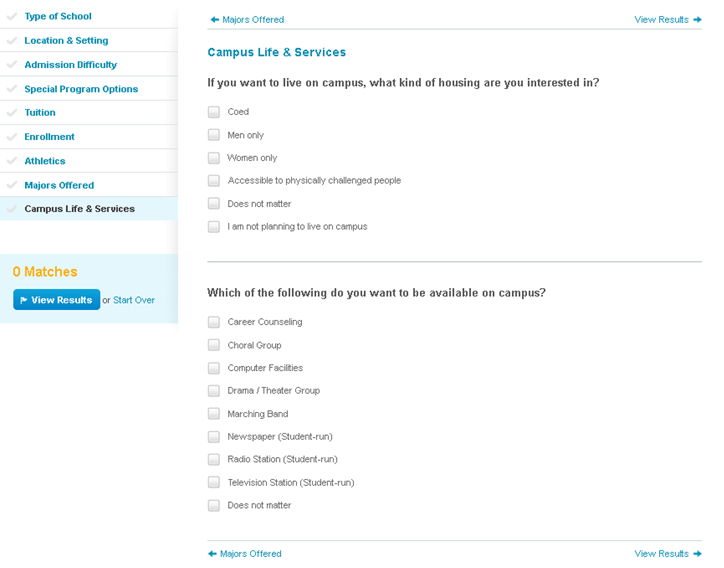 Type of School
Location & Setting
Admission Difficulty
Special Program Options
Tuition
Enrollment
Athletics
Majors Offered
Campus Life & Services
0 Matches
View Results or Start Over
Majors Offered
View Results
Campus Life & Services
If you want to live on campus, what kind of housing are you interested in?
Coed
Men only
Women only
Accessible to physically challenged people
Does not matter
I am not planning to live on campus
Which of the following do you want to be available on campus?
Career Counseling
Choral Group
Computer Facilities
Drama / Theater Group
Marching Band
Newspaper (Student-run)
Radio Station (Student-run)
Television Station (Student-run)
Does not matter
Majors Offered
View Results